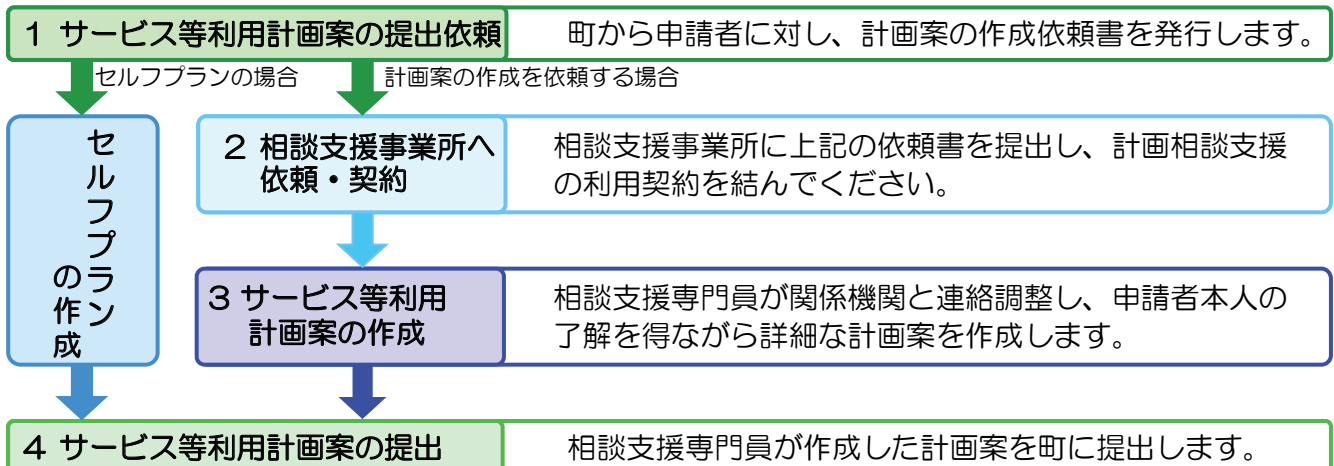 1 サービス等利用計画案の提出依頼
町から申請者に対し、計画案の作成依頼書を発行します。
セルフプランの場合
計画案の作成を依頼する場合
セルフプラン
の作成
2 相談支援事業所へ
依頼・契約
相談支援事業所に上記の依頼書を提出し、計画相談支援
の利用契約を結んでください。
3 サービス等利用
計画案の作成
相談支援専門員が関係機関と連絡調整し、申請者本人の
了解を得ながら詳細な計画案を作成します。
4 サービス等利用計画案の提出
相談支援専門員が作成した計画案を町に提出します。